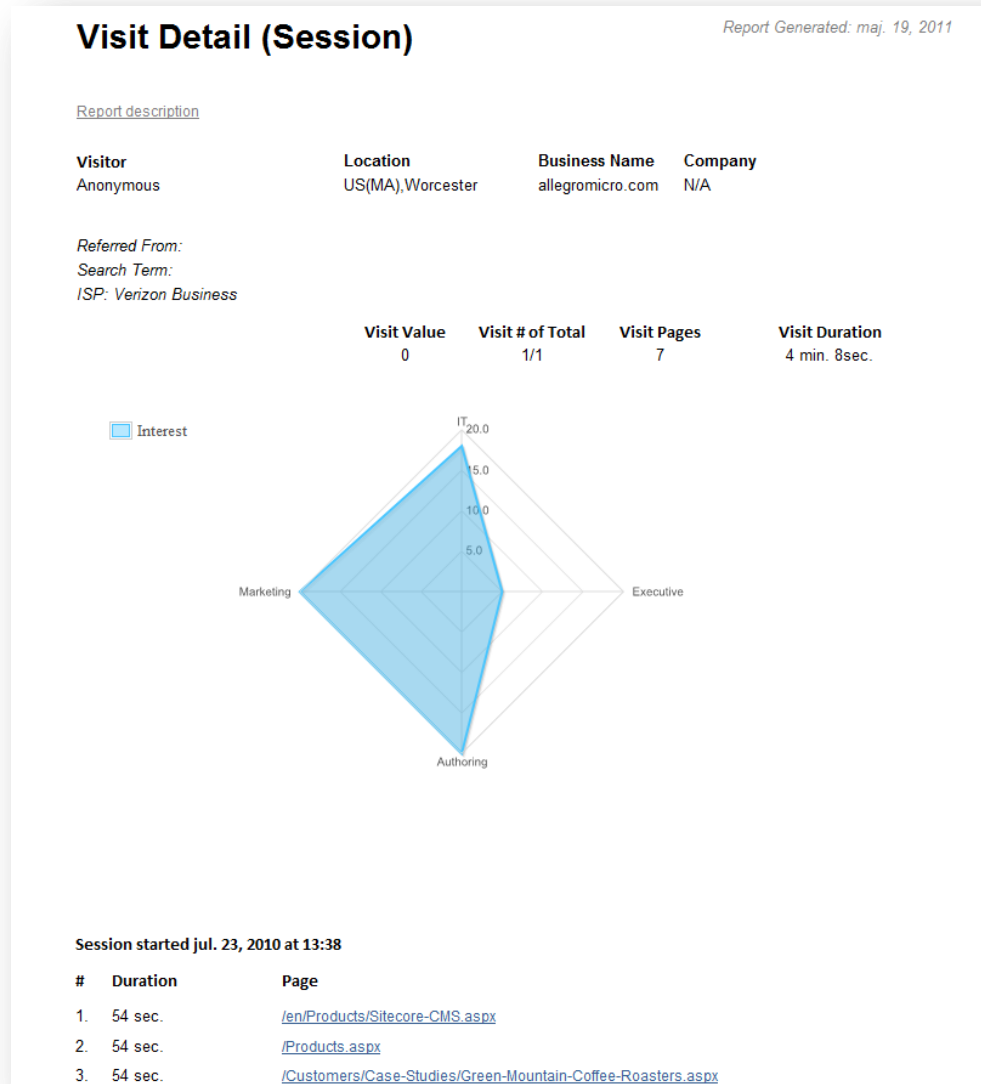 Visit Detail (Session)
Report Generated: maj. 19, 2011
Report description
Visitor Location Business Name Company
Anonymous US(MA),Worcester allegromicro.com N/A
Referred From:
Search Term:
ISP: Verizon Business
Visit Value Visit # of Total Visit Pages Visit Duration
0 1/1 7 4 min. 8sec.
Interest
IT
20.0
15.0
10.0
5.0
Marketing
Executive
Authoring
Session started jul. 23, 2010 at 13:38
# Duration Page
1. 54 sec. /en/Products/Sitecore-CMS.aspx
2. 54 sec. /Products.aspx
3. 54 sec. /Customers/Case-Studies/Green-Mountain-Coffee-Roasters.aspx